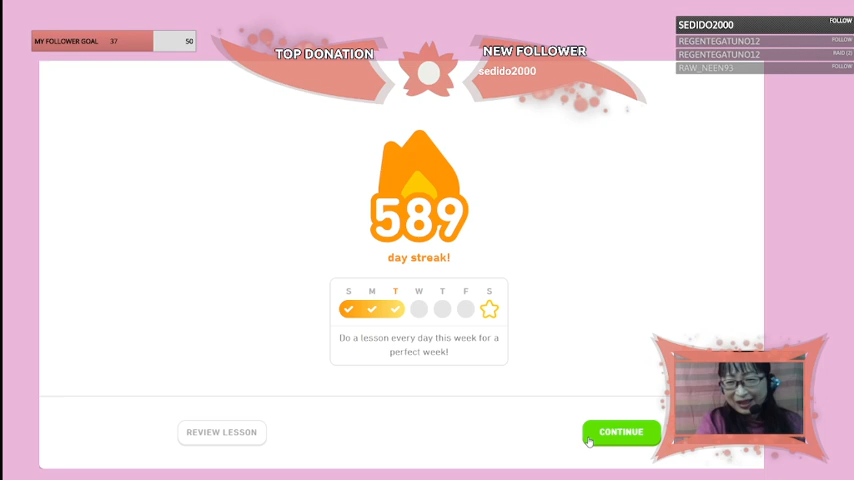 MY FOLLOWER GOAL 37 50
TOP DONATION
NEW FOLLOWER
sedido2000
SEDIDO2000 FOLLOW
REGENTEGATUNO12 FOLLOW
REGENTEGATUNO12 RAID (2)
RAW_NEEN93 FOLLOW
589
day streak!
S M T W T F S
Do a lesson every day this week for a
perfect week!
REVIEW LESSON
CONTINUE